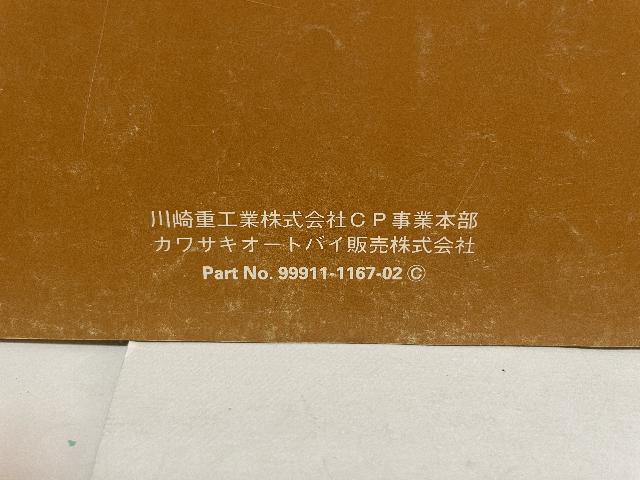 川崎重工業株式会社CP事業本部
カワサキオートバイ販売株式会社
Part No. 99911-1167-02 Ⓒ